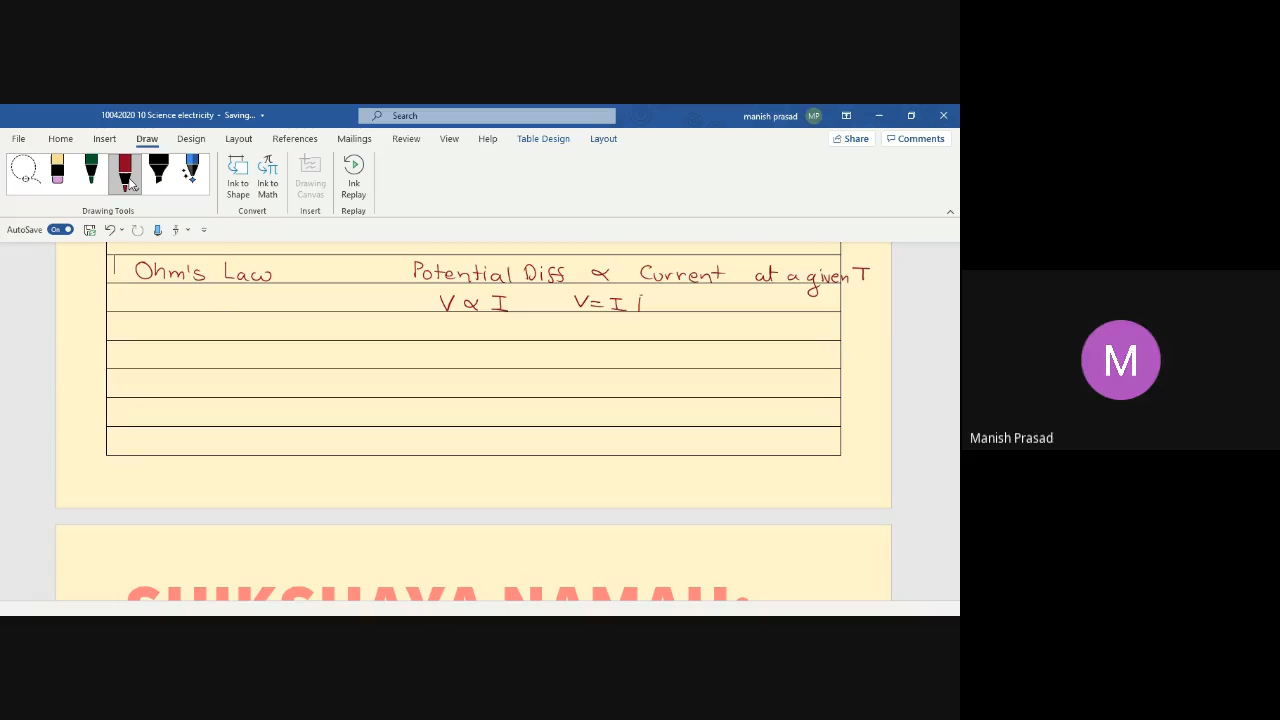 10042020 10 Science electricity - Saving...
Search
manish prasad MP
File Home Insert Draw Design Layout References Mailings Review View Help Table Design Layout Share Comments
Ink to Shape
Ink to Math
Drawing Canvas
Ink Replay
Drawing Tools Convert Insert Replay
AutoSave On
Ohm's Law Potential Diff ∝ Current at a given T
V ∝ I V = I
SHIKSHAYA NAMAH:
M
Manish Prasad